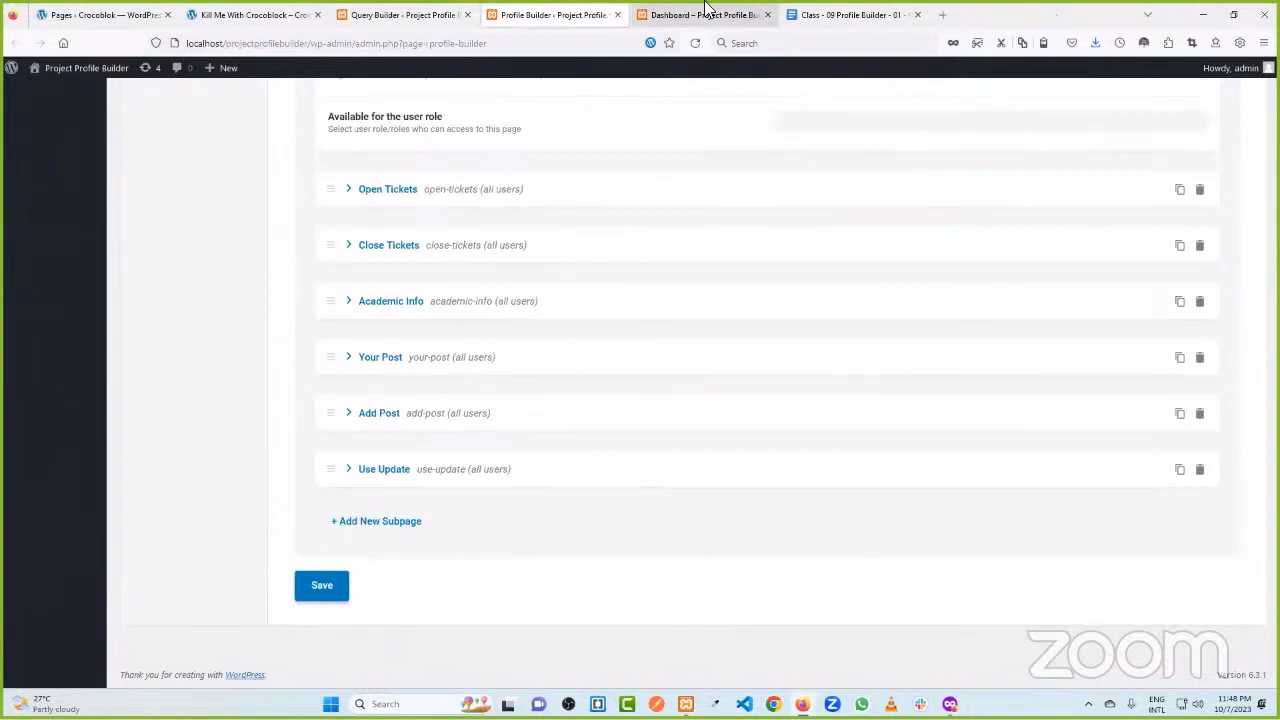 Pages ‹ Crocoblock — WordPres
Kill Me With Crocoblock – Croc
Query Builder ‹ Project Profile
Profile Builder ‹ Project Profile
Dashboard – Project Profile Bu
Class - 09 Profile Builder - 01 -
localhost/projectprofilebuilder/wp-admin/admin.php?page=profile-builder
Search
Project Profile Builder
4
0
New
Howdy, admin
Available for the user role
Select user role/roles who can access to this page
Open Tickets open-tickets (all users)
Close Tickets close-tickets (all users)
Academic Info academic-info (all users)
Your Post your-post (all users)
Add Post add-post (all users)
Use Update use-update (all users)
+ Add New Subpage
Save
zoom
Thank you for creating with WordPress.
Version 6.3.1
27°C
Partly cloudy
Search
ENG
INTL
11:48 PM
10/7/2023